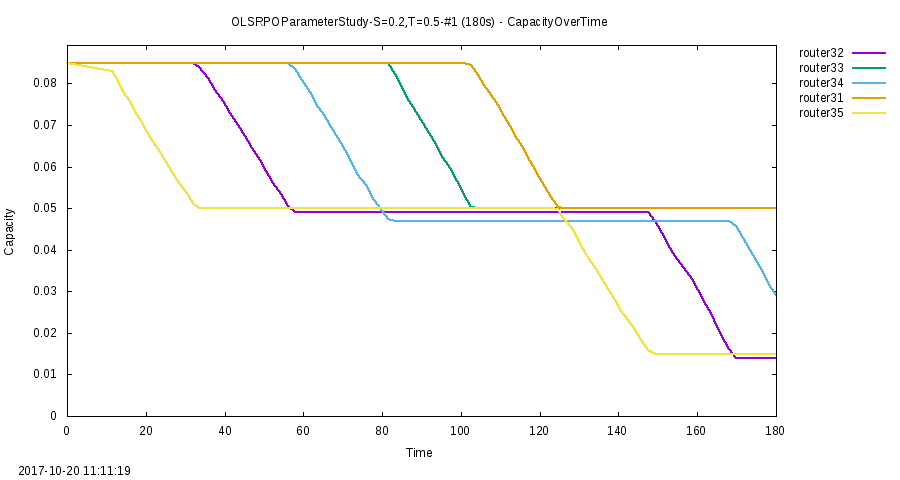 OLSRPOParameterStudy-S=0.2,T=0.5-#1 (180s) - CapacityOverTime
router32
router33
router34
router31
router35
0.08
0.07
0.06
0.05
0.04
0.03
0.02
0.01
0
Capacity
0 20 40 60 80 100 120 140 160 180
Time
2017-10-20 11:11:19